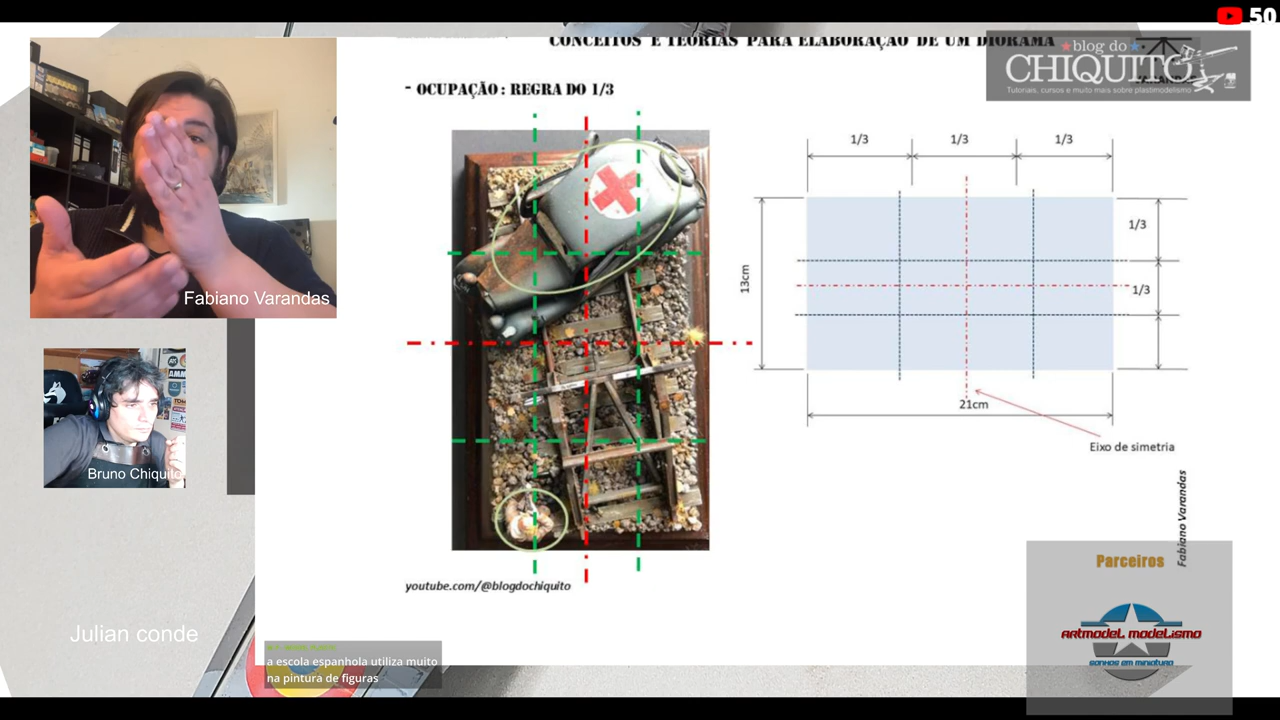 50
CONCEITOS E TEORIAS PARA ELABORAÇÃO DE UM DIORAMA
blog do
CHIQUITO
Tutoriais, cursos e muito mais sobre plastimodelismo
- OCUPAÇÃO: REGRA DO 1/3
1/3
1/3
1/3
1/3
1/3
13cm
21cm
Eixo de simetria
Fabiano Varandas
Fabiano Varandas
Bruno Chiquito
Julian conde
youtube.com/@blogdochiquito
a escola espanhola utiliza muito
na pintura de figuras
Parceiros
ARTMODEL MODELISMO
SONHOS EM MINIATURA